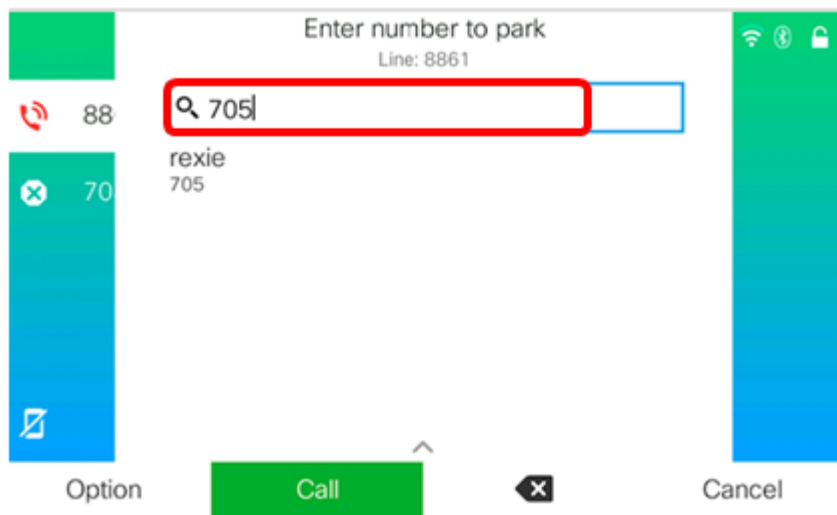 Enter number to park
Line: 8861
88
705
rexie
705
70
Option Call Cancel